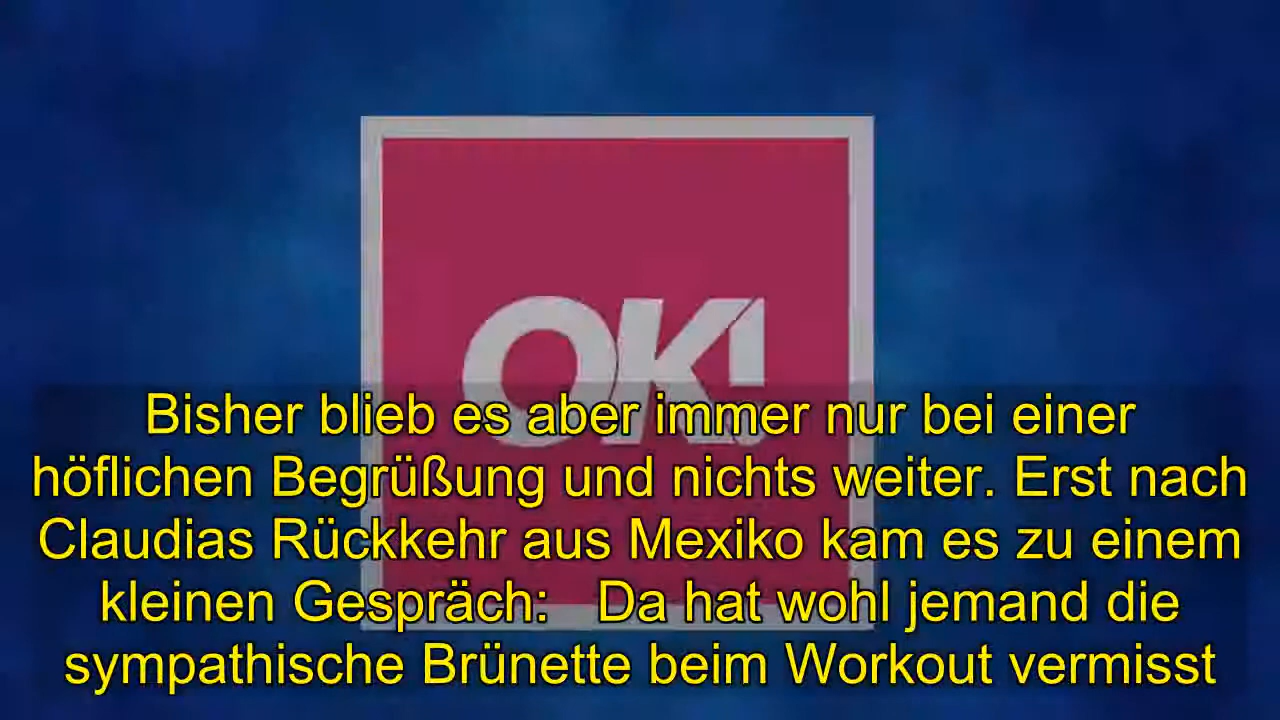 OK!
Bisher blieb es aber immer nur bei einer
höflichen Begrüßung und nichts weiter. Erst nach
Claudias Rückkehr aus Mexiko kam es zu einem
kleinen Gespräch:   Da hat wohl jemand die
sympathische Brünette beim Workout vermisst